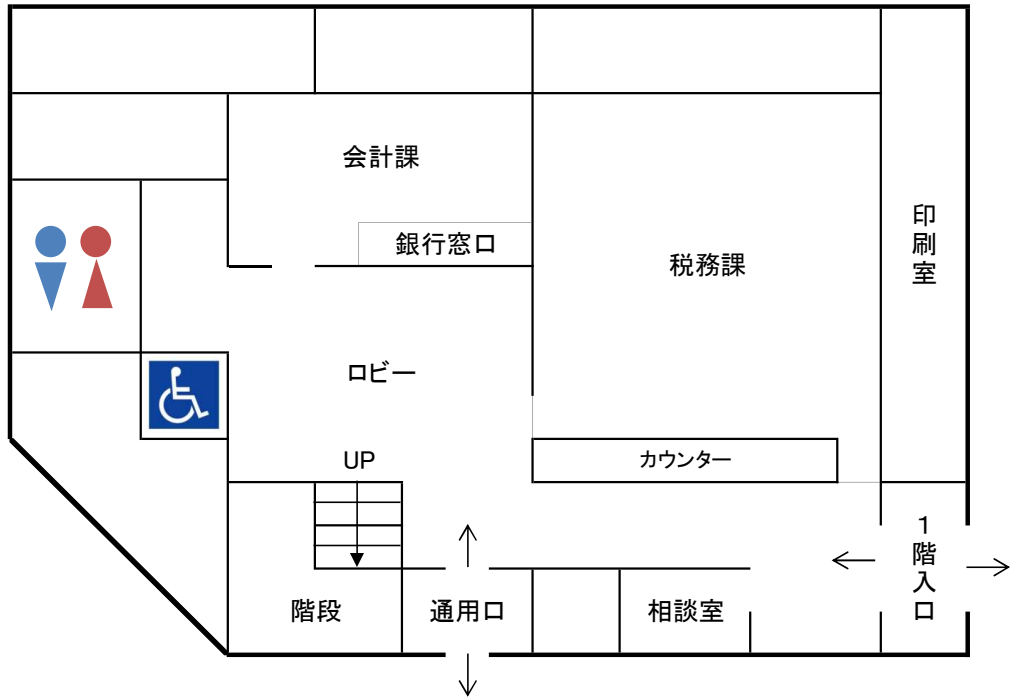 会計課
銀行窓口
税務課
印刷室
ロビー
UP
カウンター
1階入口
階段
通用口
相談室